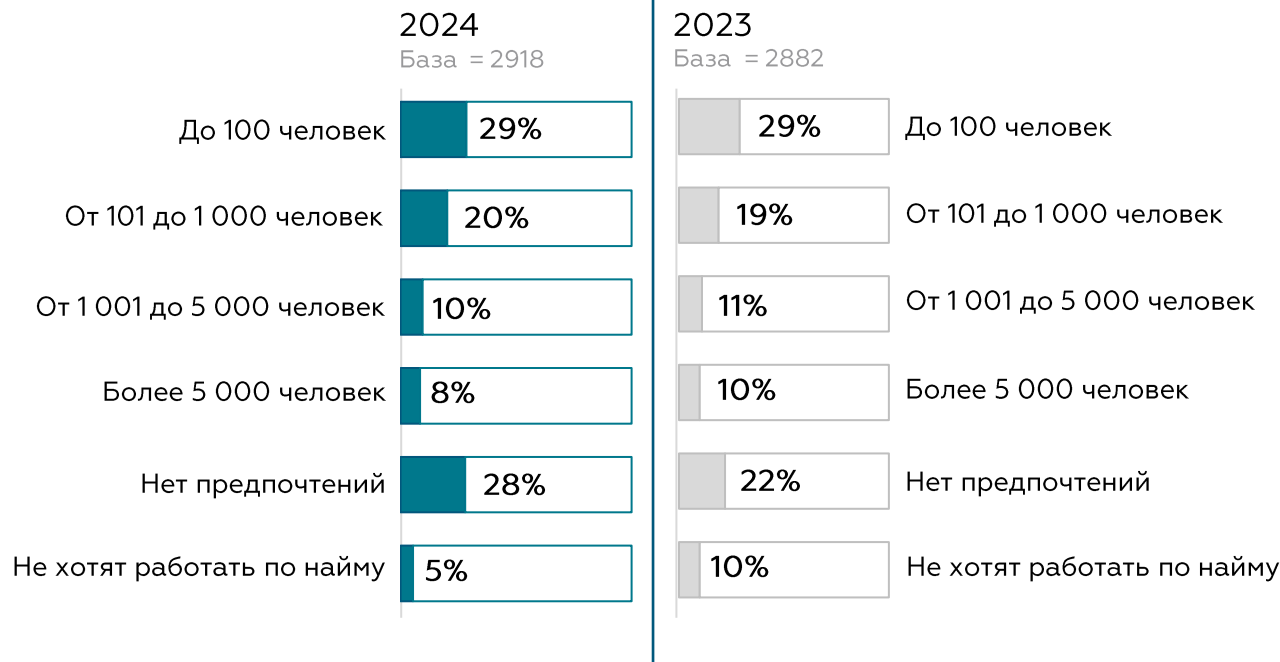 2024
База = 2918
До 100 человек 29%
От 101 до 1 000 человек 20%
От 1 001 до 5 000 человек 10%
Более 5 000 человек 8%
Нет предпочтений 28%
Не хотят работать по найму 5%
2023
База = 2882
29% До 100 человек
19% От 101 до 1 000 человек
11% От 1 001 до 5 000 человек
10% Более 5 000 человек
22% Нет предпочтений
10% Не хотят работать по найму